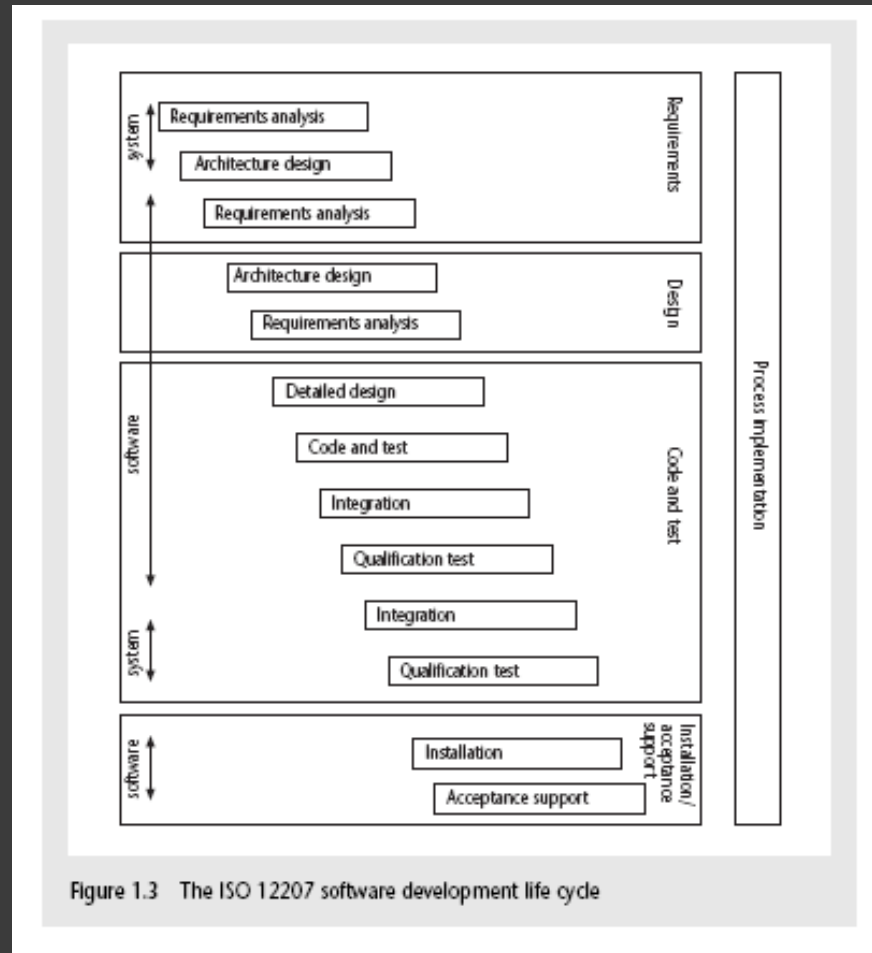 system
Requirements analysis
Architecture design
Requirements analysis
Requirements
Architecture design
Requirements analysis
Design
software
Detailed design
Code and test
Integration
Qualification test
Code and test
system
Integration
Qualification test
software
Installation
Acceptance support
Installation/
acceptance
support
Process implementation
Figure 1.3 The ISO 12207 software development life cycle